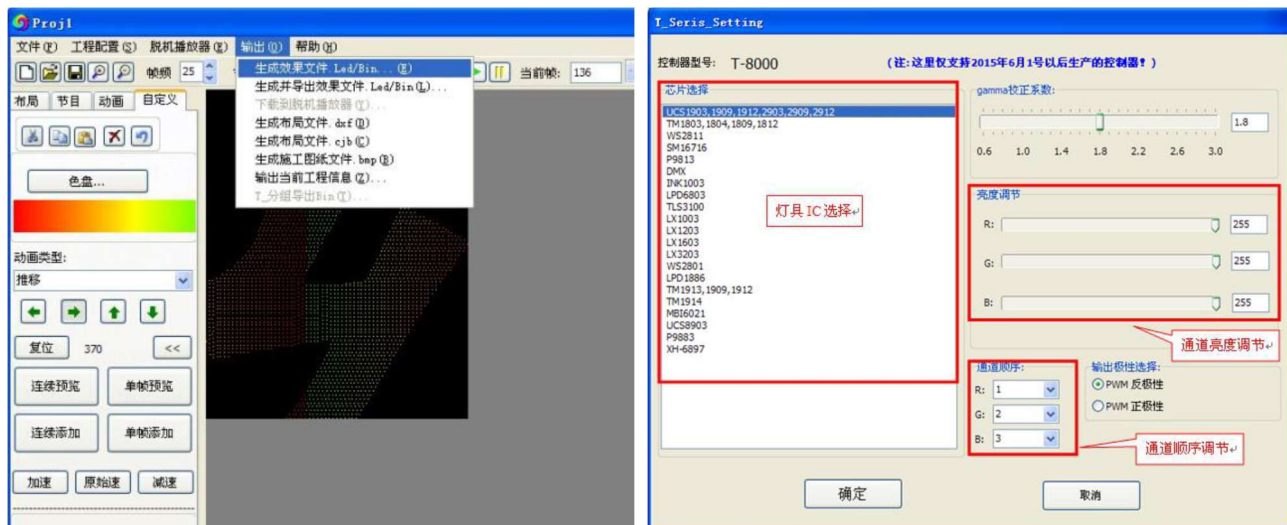 Proj1
文件(F) 工程配置(S) 脱机播放器(E) 输出(O) 帮助(H)
帧频 25 当前帧: 136
生成效果文件.Led/Bin...(E)
生成并导出效果文件.Led/Bin(L)...
下载到脱机播放器(Y)...
生成布局文件.dxf(D)
生成布局文件.cjb(C)
生成施工图纸文件.bmp(B)
输出当前工程信息(Z)...
T_分组导出Bin(T)...
布局 节目 动画 自定义
色盘...
动画类型:
推移
复位 370 <<
连续预览 单帧预览
连续添加 单帧添加
加速 原始速 减速
T_Seris_Setting
控制器型号: T-8000 (注:这里仅支持2015年6月1号以后生产的控制器!)
芯片选择
UCS1903,1909,1912,2903,2909,2912
TM1803,1804,1809,1812
WS2811
SM16716
P9813
DMX
INK1003
LPD6803
TLS3100
LX1003
LX1203
LX1603
LX3203
WS2801
LPD1886
TM1913,1909,1912
TM1914
MBI6021
UCS8903
P9883
XH-6897
灯具 IC 选择
gamma校正系数:
1.8
0.6 1.0 1.4 1.8 2.2 2.6 3.0
亮度调节
R: 255
G: 255
B: 255
通道亮度调节
通道顺序:
R: 1
G: 2
B: 3
输出极性选择:
PWM 反极性
PWM 正极性
通道顺序调节
确定 取消